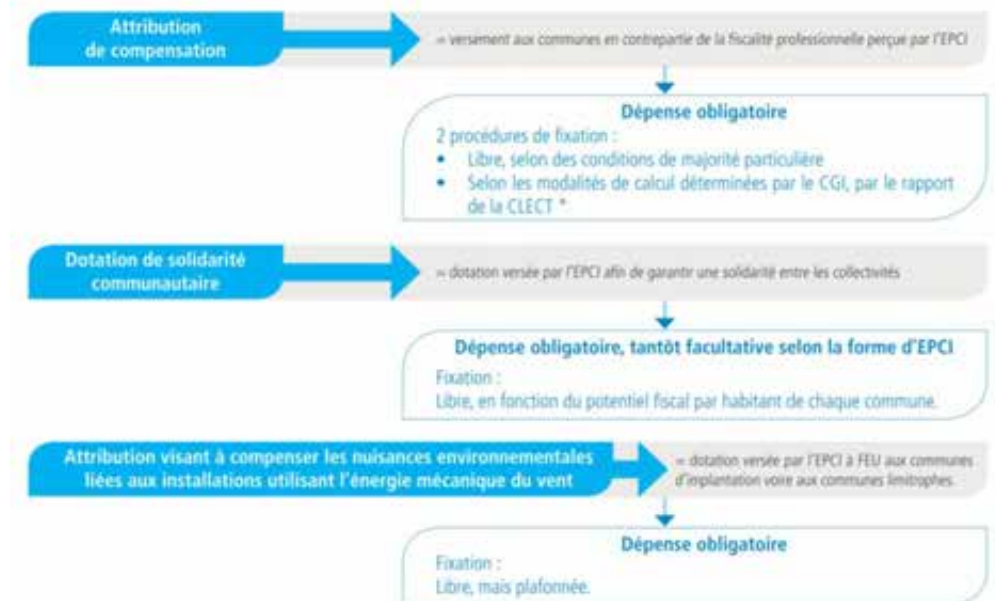 Attribution
de compensation
= versement aux communes en contrepartie de la fiscalité professionnelle perçue par l'EPCI
Dépense obligatoire
2 procédures de fixation :
• Libre, selon des conditions de majorité particulière
• Selon les modalités de calcul déterminées par le CGI, par le rapport
de la CLECT *
Dotation de solidarité
communautaire
= dotation versée par l'EPCI afin de garantir une solidarité entre les collectivités
Dépense obligatoire, tantôt facultative selon la forme d'EPCI
Fixation :
Libre, en fonction du potentiel fiscal par habitant de chaque commune.
Attribution visant à compenser les nuisances environnementales
liées aux installations utilisant l'énergie mécanique du vent
= dotation versée par l'EPCI à FEU aux communes
d'implantation voire aux communes limitrophes.
Dépense obligatoire
Fixation :
Libre, mais plafonnée.